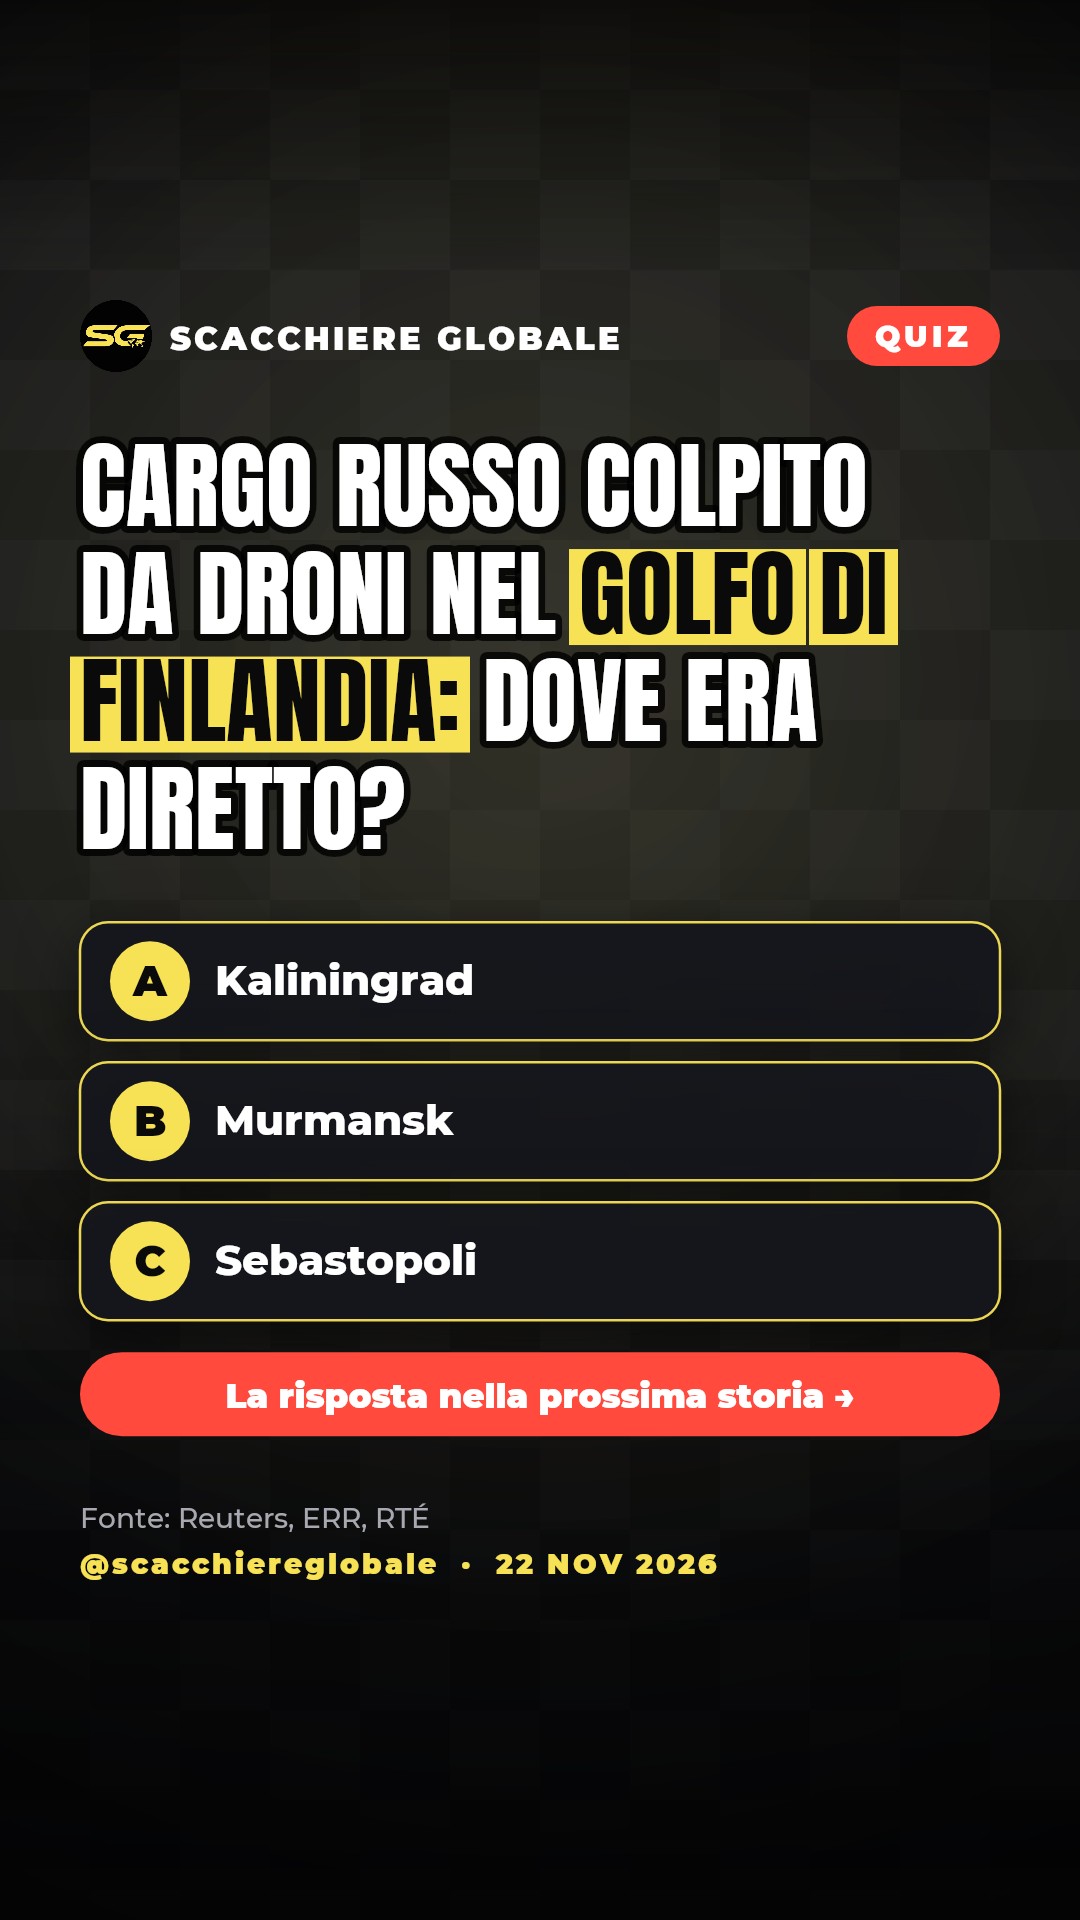 SG
SCACCHIERE GLOBALE
QUIZ
CARGO RUSSO COLPITO
DA DRONI NEL GOLFO DI
FINLANDIA: DOVE ERA
DIRETTO?
A Kaliningrad
B Murmansk
C Sebastopoli
La risposta nella prossima storia →
Fonte: Reuters, ERR, RTÉ
@scacchiereglobale • 22 NOV 2026